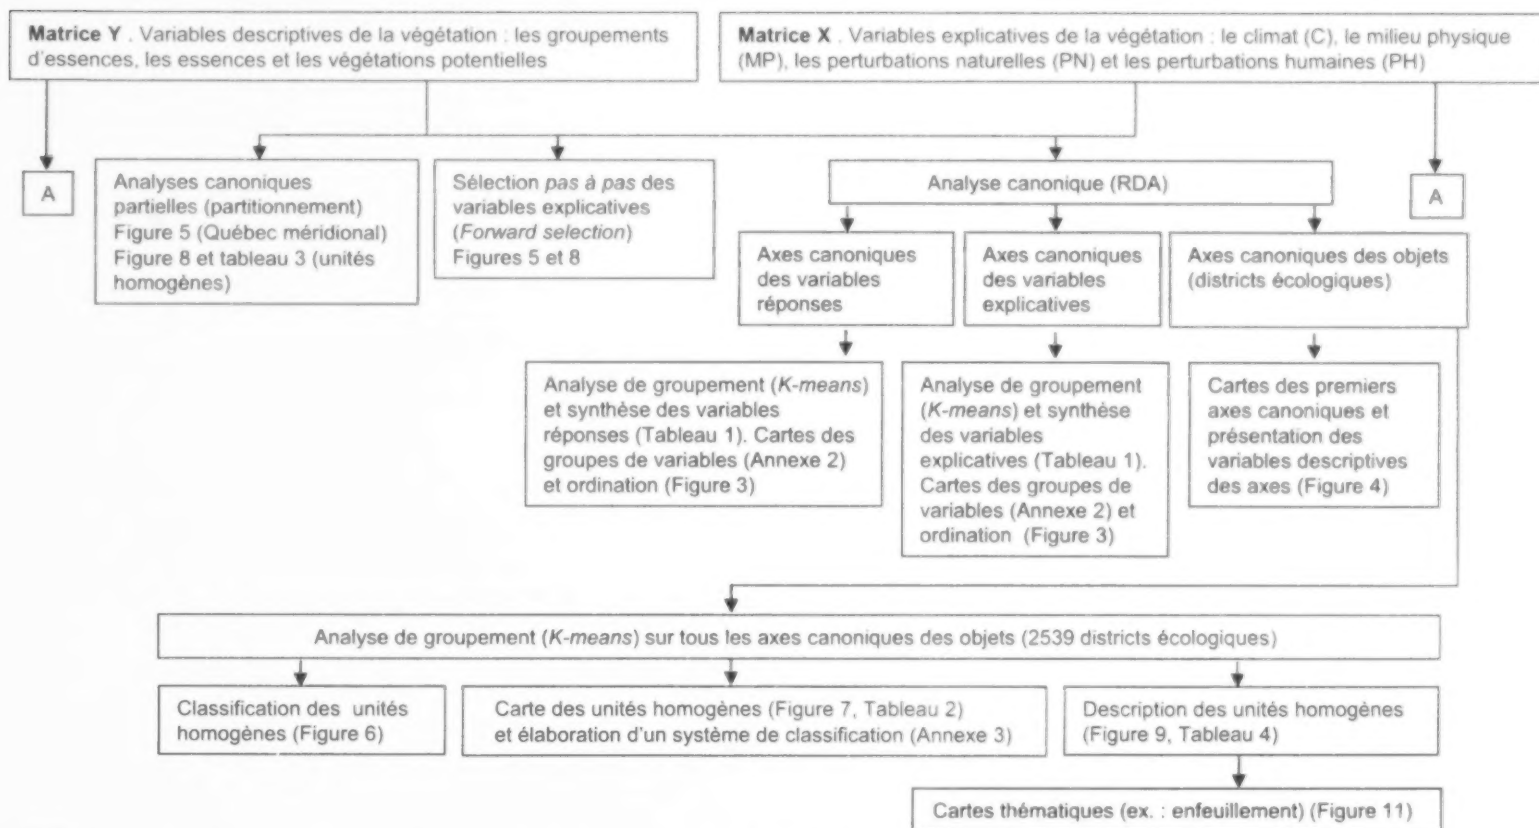 Matrice Y . Variables descriptives de la végétation : les groupements
d'essences, les essences et les végétations potentielles
Matrice X . Variables explicatives de la végétation : le climat (C), le milieu physique
(MP), les perturbations naturelles (PN) et les perturbations humaines (PH)
A
Analyses canoniques
partielles (partitionnement)
Figure 5 (Québec méridional)
Figure 8 et tableau 3 (unités
homogènes)
Sélection pas à pas des
variables explicatives
(Forward selection)
Figures 5 et 8
Analyse canonique (RDA)
A
Axes canoniques
des variables
réponses
Axes canoniques
des variables
explicatives
Axes canoniques des objets
(districts écologiques)
Analyse de groupement (K-means)
et synthèse des variables
réponses (Tableau 1). Cartes des
groupes de variables (Annexe 2)
et ordination (Figure 3)
Analyse de groupement
(K-means) et synthèse
des variables
explicatives (Tableau 1).
Cartes des groupes de
variables (Annexe 2) et
ordination (Figure 3)
Cartes des premiers
axes canoniques et
présentation des
variables descriptives
des axes (Figure 4)
Analyse de groupement (K-means) sur tous les axes canoniques des objets (2539 districts écologiques)
Classification des unités
homogènes (Figure 6)
Carte des unités homogènes (Figure 7, Tableau 2)
et élaboration d'un système de classification (Annexe 3)
Description des unités homogènes
(Figure 9, Tableau 4)
Cartes thématiques (ex. : enfeuillement) (Figure 11)